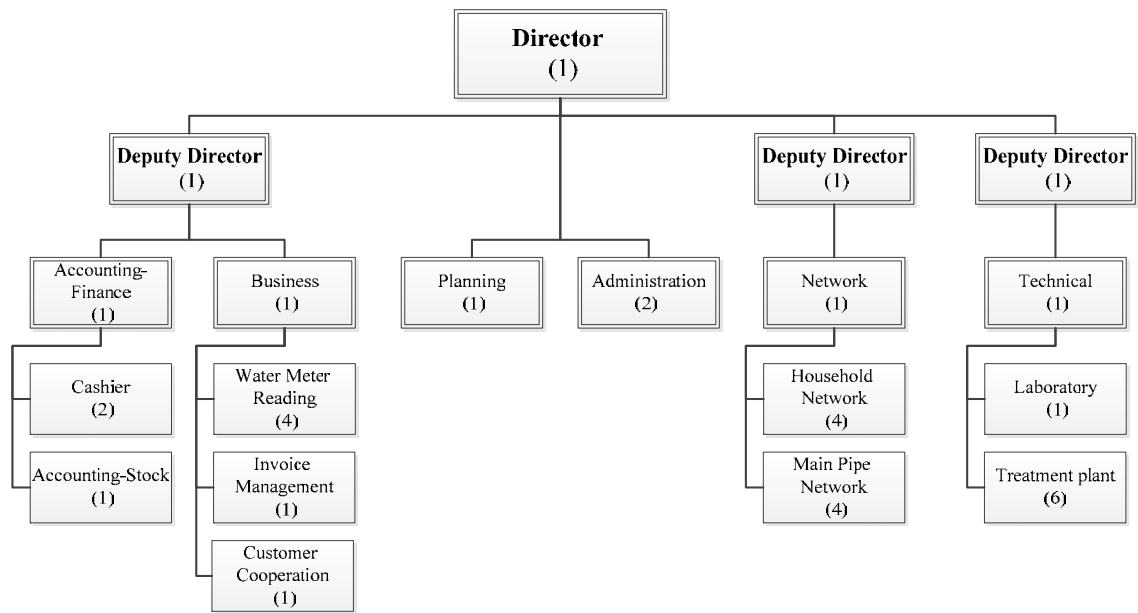 Director
(1)
Deputy Director
(1)
Deputy Director
(1)
Deputy Director
(1)
Accounting-
Finance
(1)
Business
(1)
Planning
(1)
Administration
(2)
Network
(1)
Technical
(1)
Cashier
(2)
Water Meter
Reading
(4)
Household
Network
(4)
Laboratory
(1)
Accounting-Stock
(1)
Invoice
Management
(1)
Main Pipe
Network
(4)
Treatment plant
(6)
Customer
Cooperation
(1)